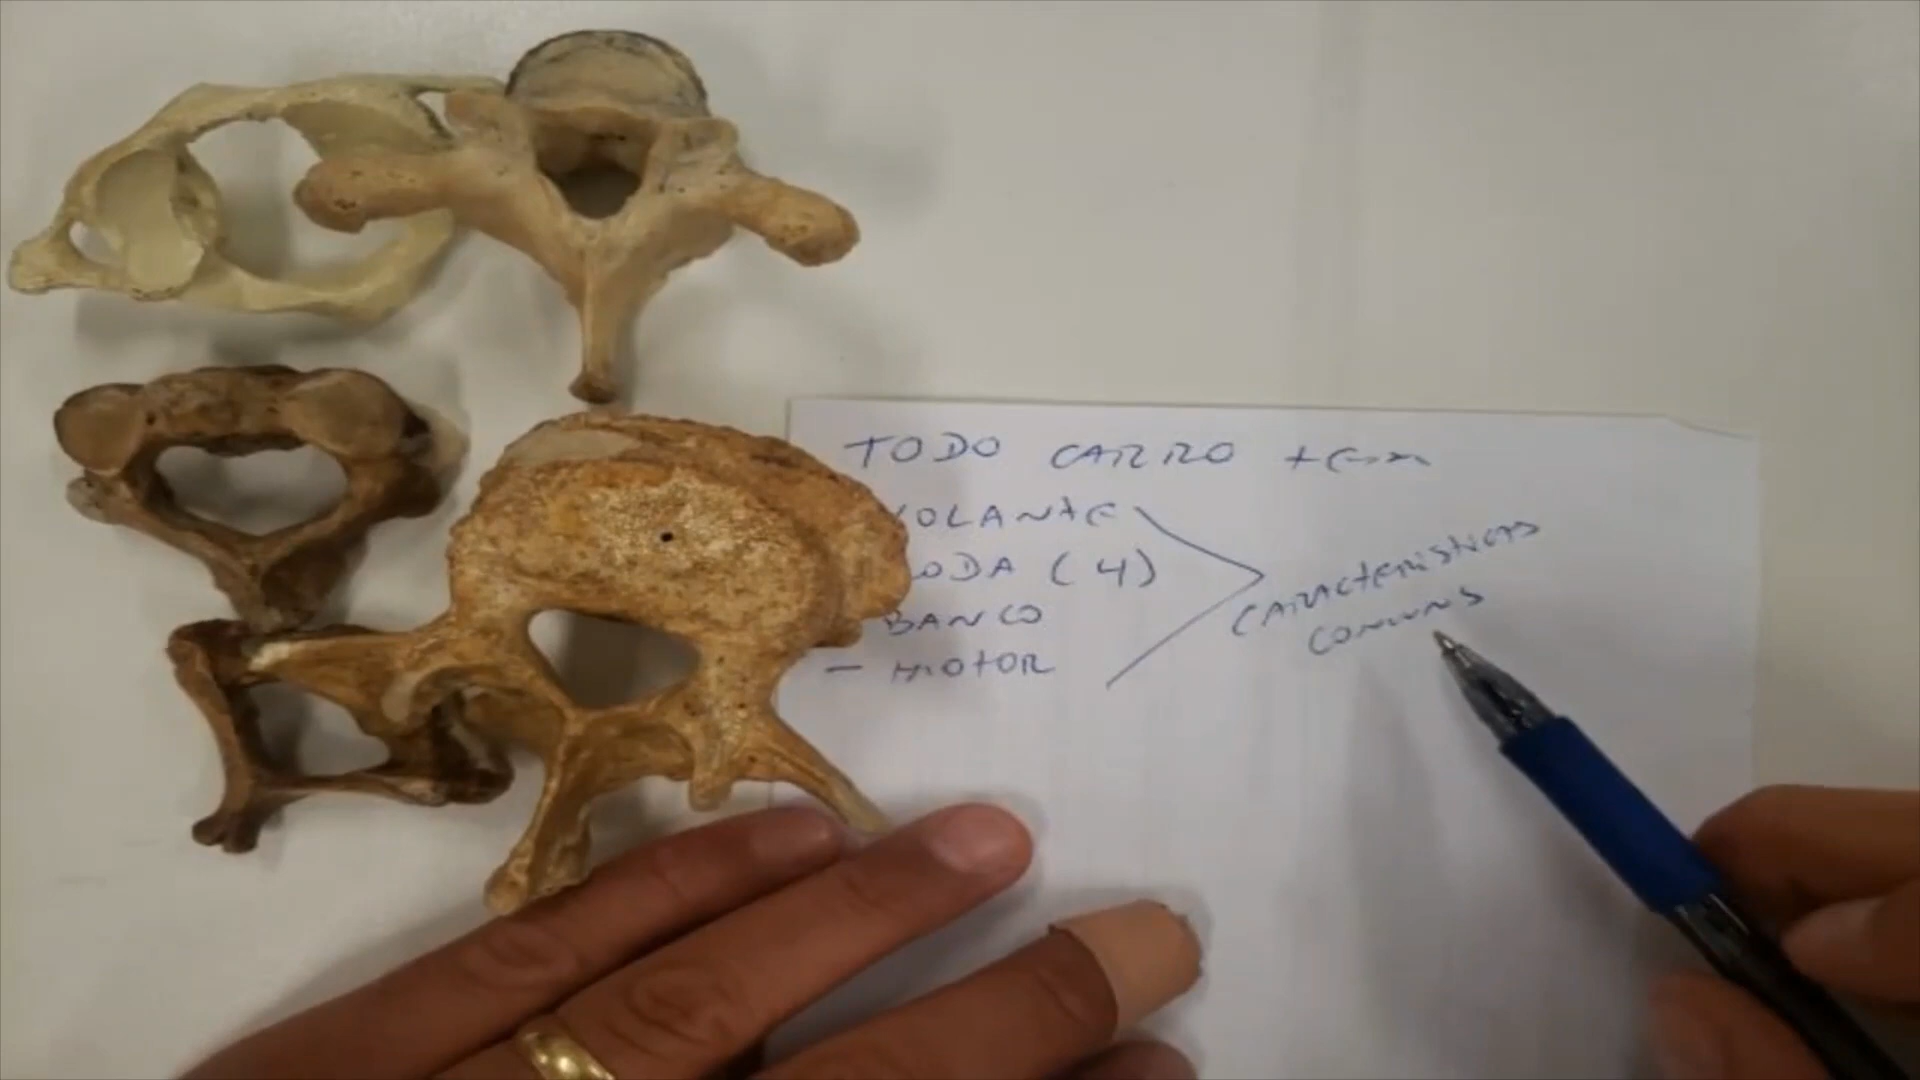 TODO CARRO tem
VOLANTE
RODA (4)
BANCO
- MOTOR
CARACTERISTICAS
COMUNS